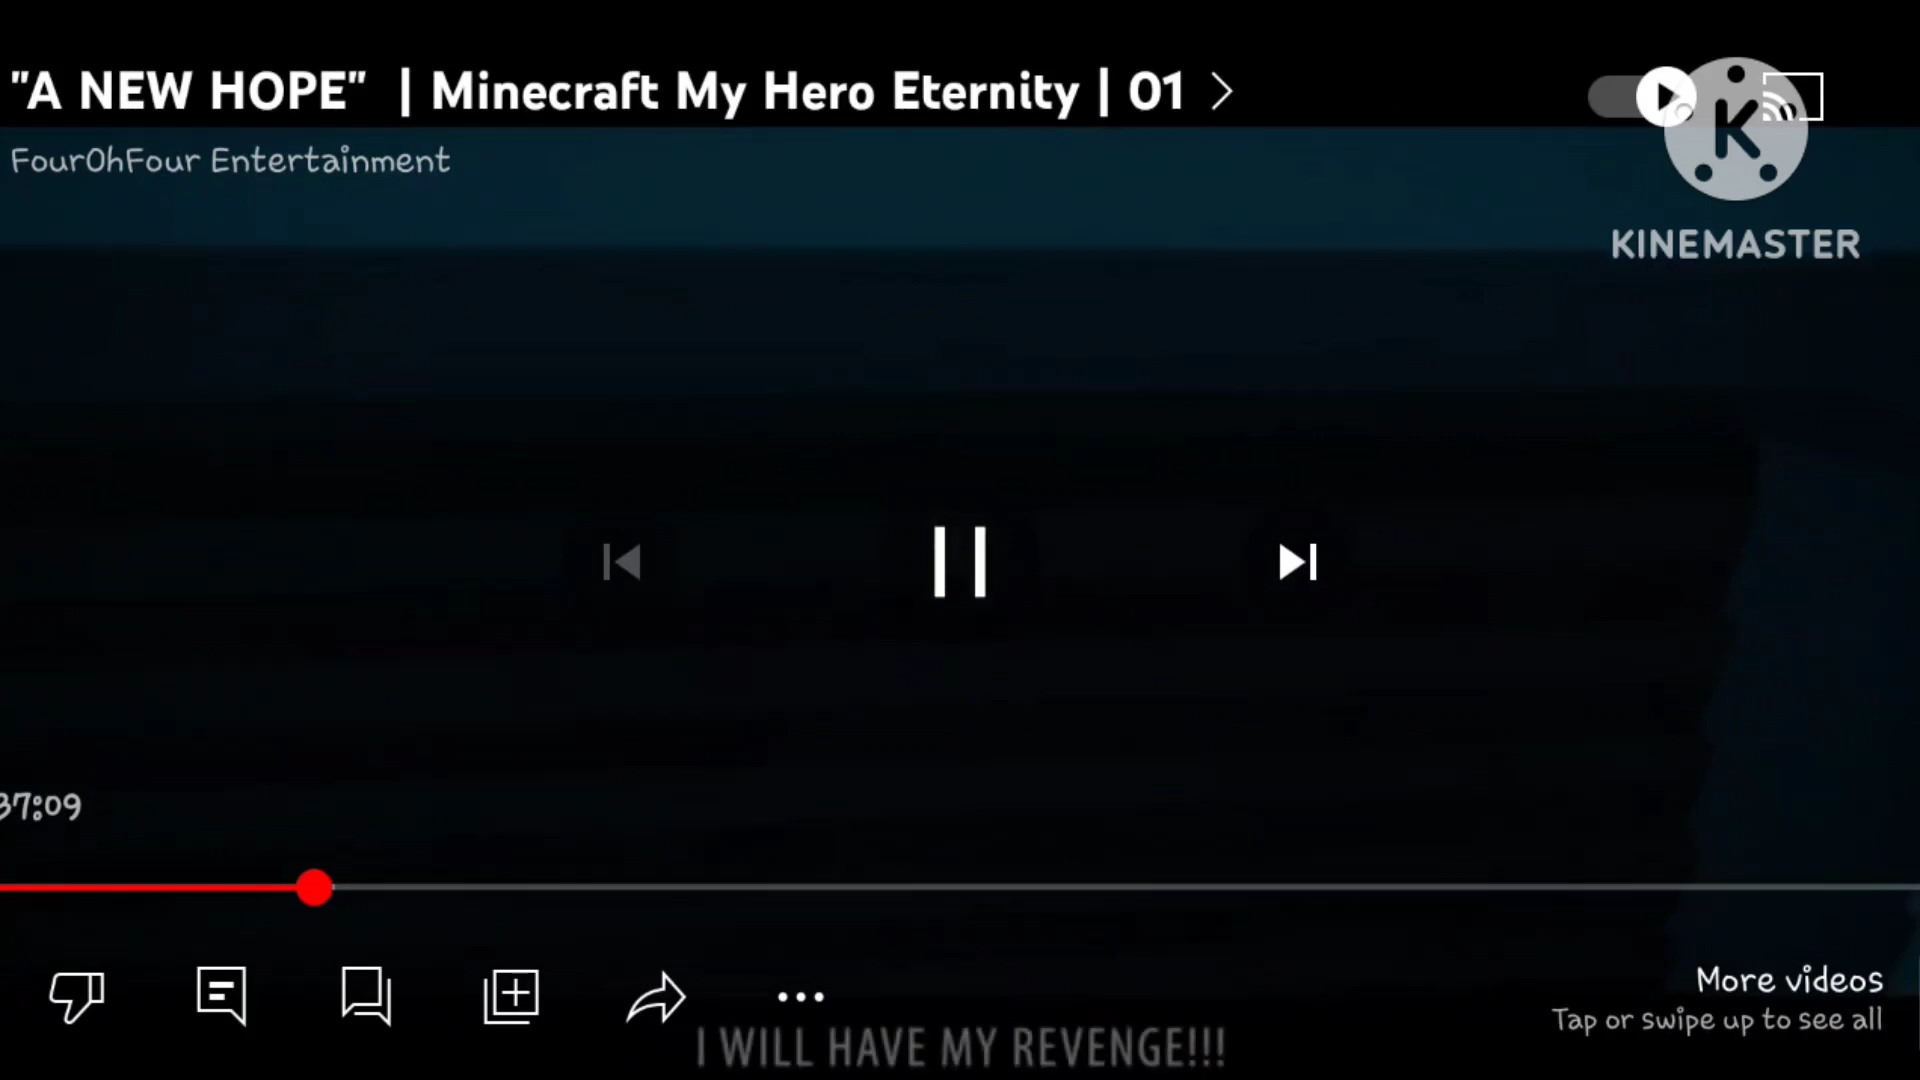 "A NEW HOPE" | Minecraft My Hero Eternity | 01
FourOhFour Entertainment
K
KINEMASTER
37:09
More videos
Tap or swipe up to see all
I WILL HAVE MY REVENGE!!!